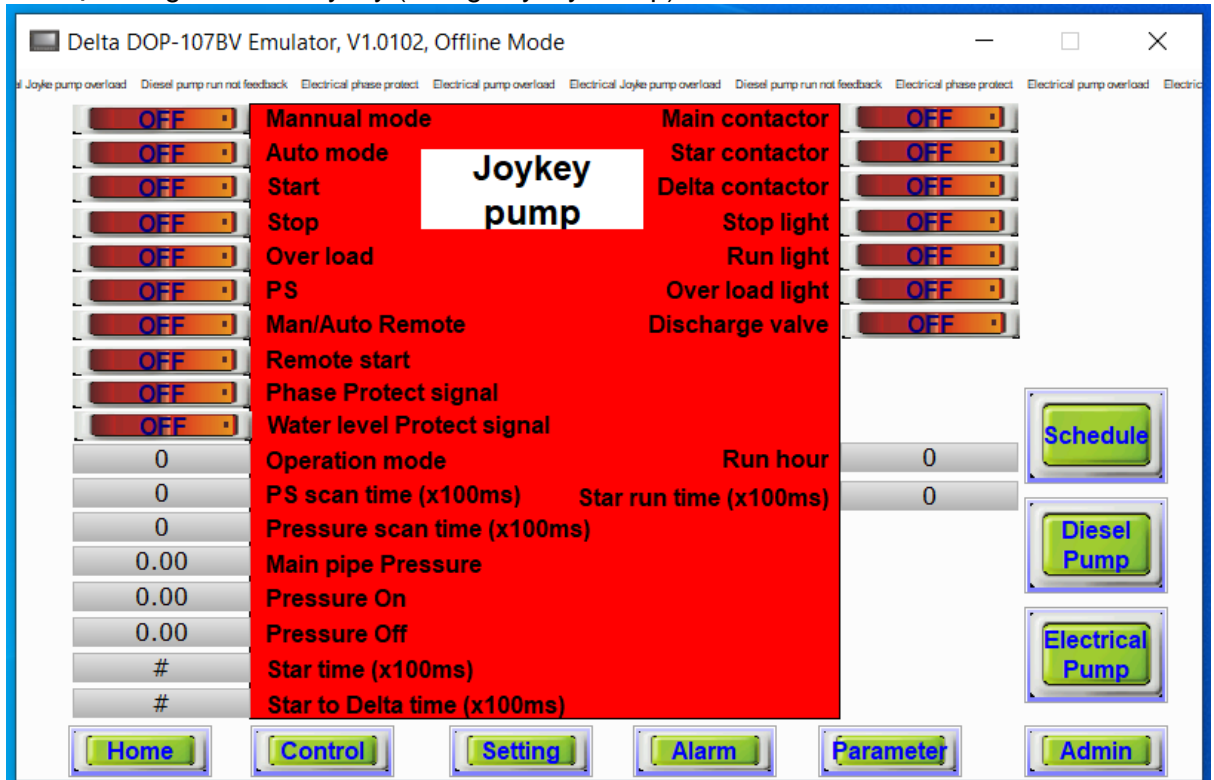 Delta DOP-107BV Emulator, V1.0102, Offline Mode
Joyke pump overload Diesel pump run not feedback Electrical phase protect Electrical pump overload Electrical Joyke pump overload Diesel pump run not feedback Electrical phase protect Electrical pump overload
OFF Mannual mode Main contactor OFF
OFF Auto mode Star contactor OFF
Joykey
pump
OFF Start Delta contactor OFF
OFF Stop Stop light OFF
OFF Over load Run light OFF
OFF PS Over load light OFF
OFF Man/Auto Remote Discharge valve OFF
OFF Remote start
OFF Phase Protect signal
OFF Water level Protect signal
Schedule
0 Operation mode Run hour 0
0 PS scan time (x100ms) Star run time (x100ms) 0
0 Pressure scan time (x100ms)
Diesel
Pump
0.00 Main pipe Pressure
0.00 Pressure On
0.00 Pressure Off
Electrical
Pump
# Star time (x100ms)
# Star to Delta time (x100ms)
Home Control Setting Alarm Parameter Admin